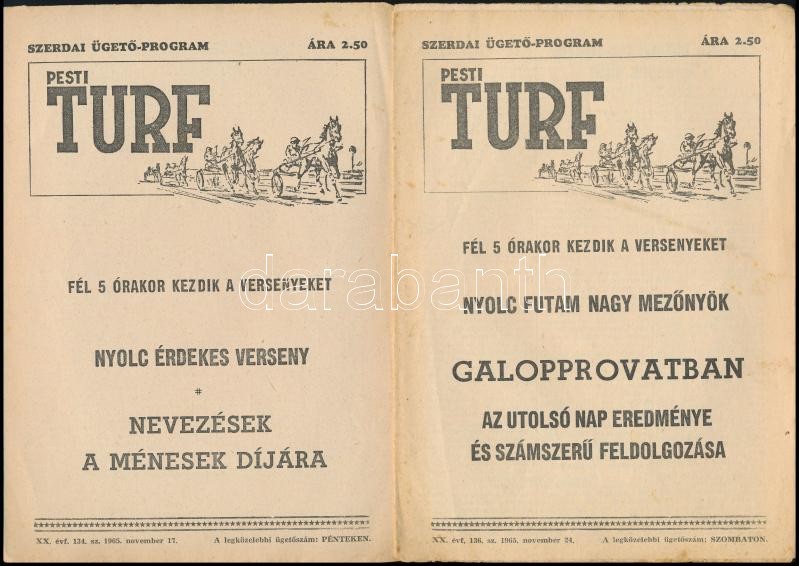 SZERDAI ÜGETŐ-PROGRAM ÁRA 2.50
PESTI
TURF
FÉL 5 ÓRAKOR KEZDIK A VERSENYEKET
NYOLC ÉRDEKES VERSENY
*
NEVEZÉSEK
A MÉNESEK DÍJÁRA
XX. évf. 134. sz. 1965. november 17. A legközelebbi ügetőszám: PÉNTEKEN.
SZERDAI ÜGETŐ-PROGRAM ÁRA 2.50
PESTI
TURF
FÉL 5 ÓRAKOR KEZDIK A VERSENYEKET
NYOLC FUTAM NAGY MEZŐNYÖK
GALOPPROVATBAN
AZ UTOLSÓ NAP EREDMÉNYE
ÉS SZÁMSZERŰ FELDOLGOZÁSA
XX. évf. 136. sz. 1965. november 24. A legközelebbi ügetőszám: SZOMBATON.
darabanth